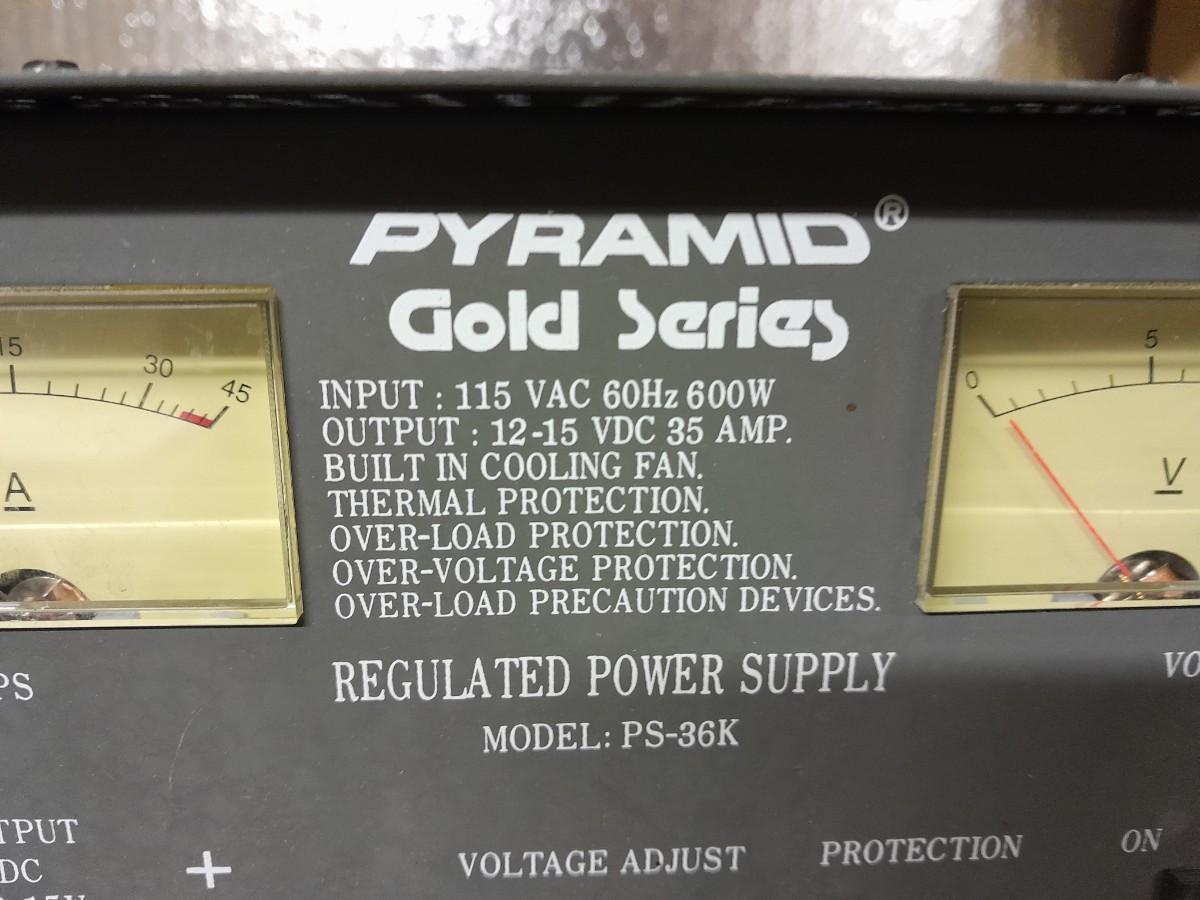 PYRAMID®
Gold Series
15 30 45
A
0 5
V
INPUT : 115 VAC 60Hz 600W
OUTPUT : 12-15 VDC 35 AMP.
BUILT IN COOLING FAN.
THERMAL PROTECTION.
OVER-LOAD PROTECTION.
OVER-VOLTAGE PROTECTION.
OVER-LOAD PRECAUTION DEVICES.
REGULATED POWER SUPPLY
MODEL: PS-36K
+
VOLTAGE ADJUST
PROTECTION
ON
DC